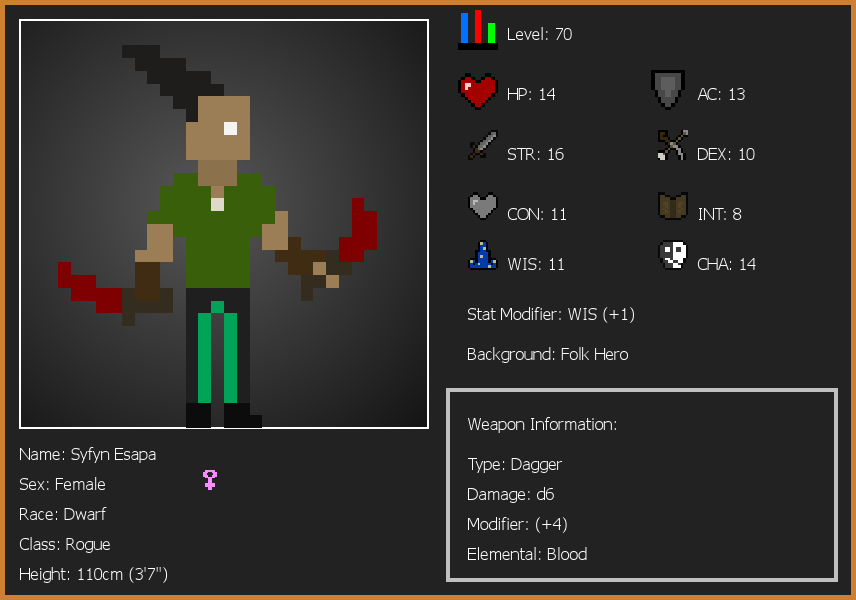 Level: 70
HP: 14
AC: 13
STR: 16
DEX: 10
CON: 11
INT: 8
WIS: 11
CHA: 14
Stat Modifier: WIS (+1)
Background: Folk Hero
Weapon Information:
Type: Dagger
Damage: d6
Modifier: (+4)
Elemental: Blood
Name: Syfyn Esapa
Sex: Female
Race: Dwarf
Class: Rogue
Height: 110cm (3'7")